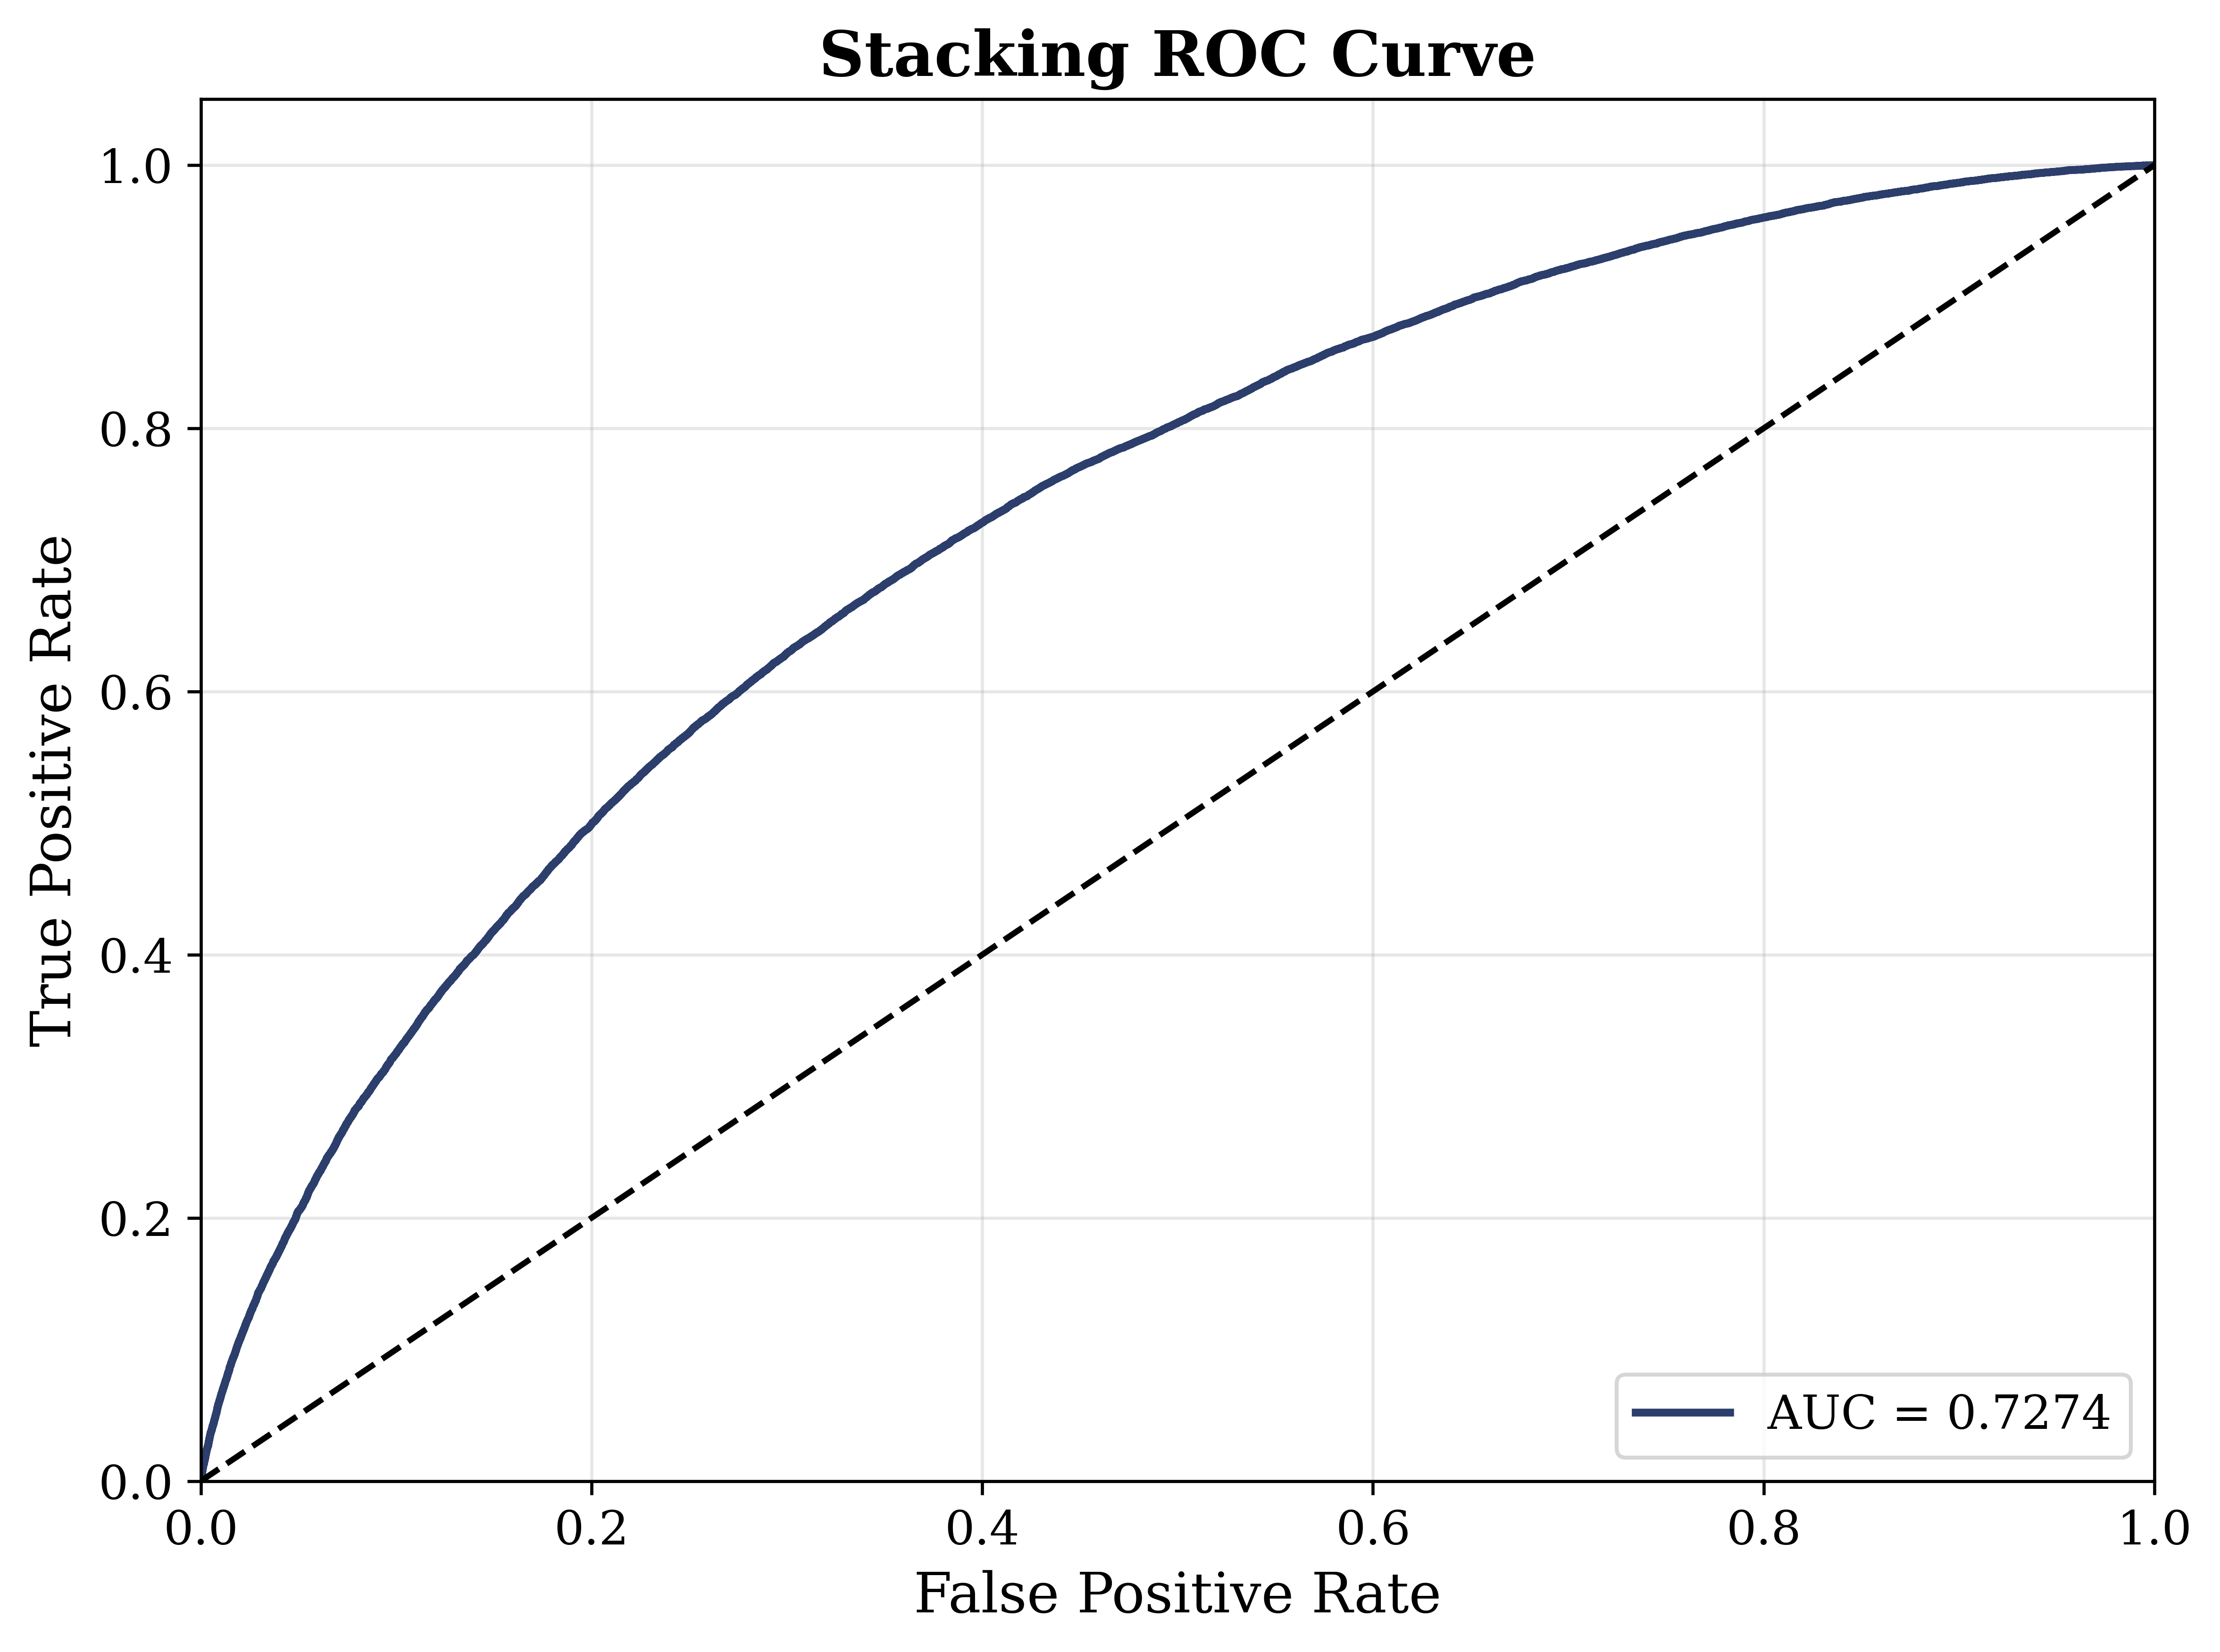 Stacking ROC Curve
True Positive Rate
1.0
0.8
0.6
0.4
0.2
0.0
0.0 0.2 0.4 0.6 0.8 1.0
False Positive Rate
AUC = 0.7274